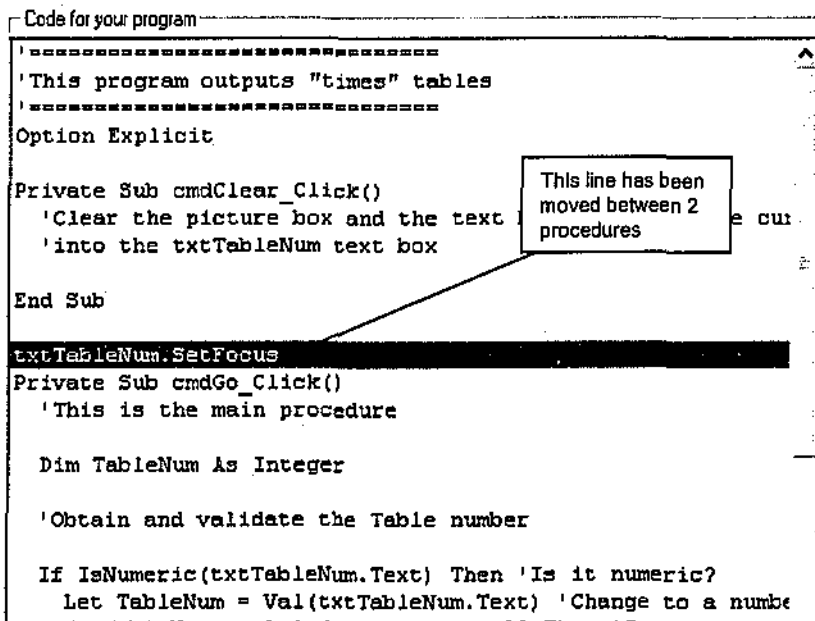 Code for your program
'==============================
'This program outputs "times" tables
'==============================
Option Explicit
Private Sub cmdClear_Click()
'Clear the picture box and the text
'into the txtTableNum text box
This line has been
moved between 2
procedures
End Sub
txtTableNum.SetFocus
Private Sub cmdGo_Click()
'This is the main procedure
Dim TableNum As Integer
'Obtain and validate the Table number
If IsNumeric(txtTableNum.Text) Then 'Is it numeric?
Let TableNum = Val(txtTableNum.Text) 'Change to a numbe